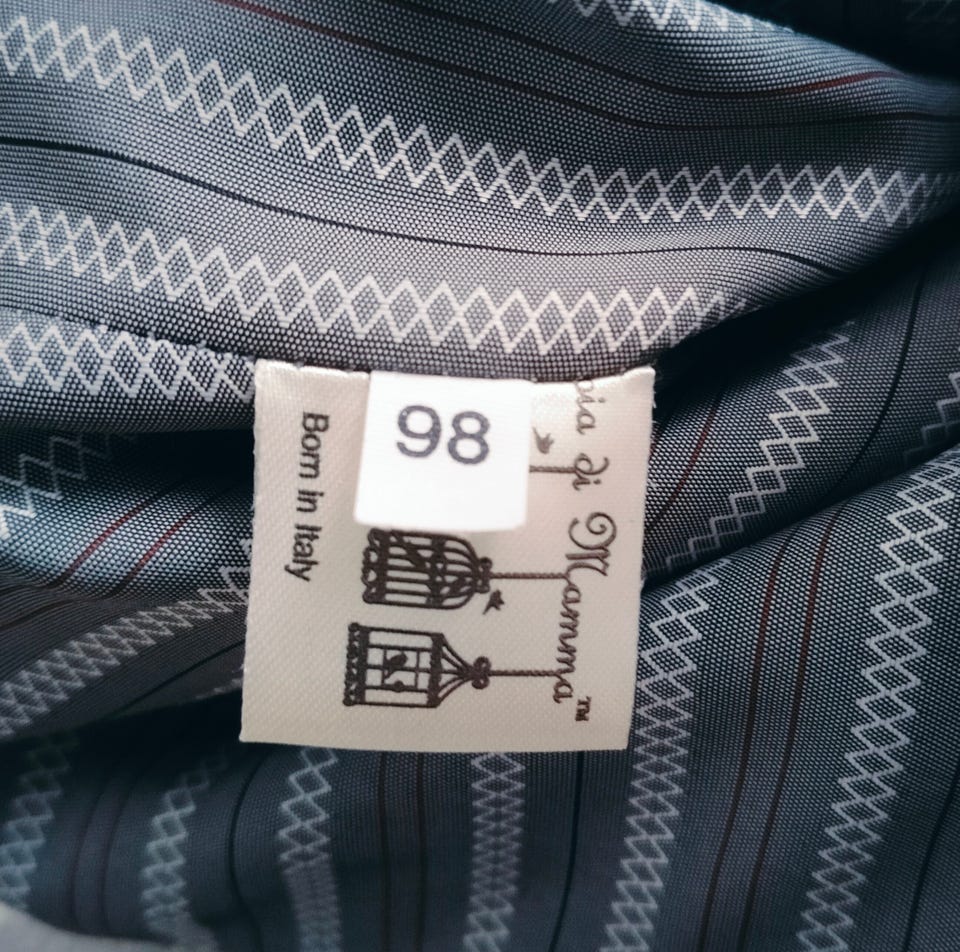 98
di Mamma™
Born in Italy